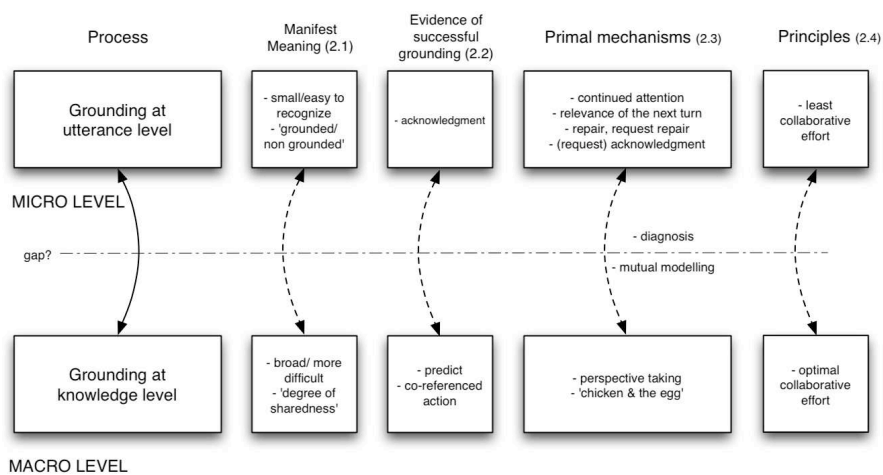 Process
Manifest
Meaning (2.1)
Evidence of
successful
grounding (2.2)
Primal mechanisms (2.3)
Principles (2.4)
Grounding at
utterance level
- small/easy to
recognize
- 'grounded/
non grounded'
- acknowledgment
- continued attention
- relevance of the next turn
- repair, request repair
- (request) acknowledgment
- least
collaborative
effort
MICRO LEVEL
gap?
- diagnosis
- mutual modelling
Grounding at
knowledge level
- broad/ more
difficult
- 'degree of
sharedness'
- predict
- co-referenced
action
- perspective taking
- 'chicken & the egg'
- optimal
collaborative
effort
MACRO LEVEL